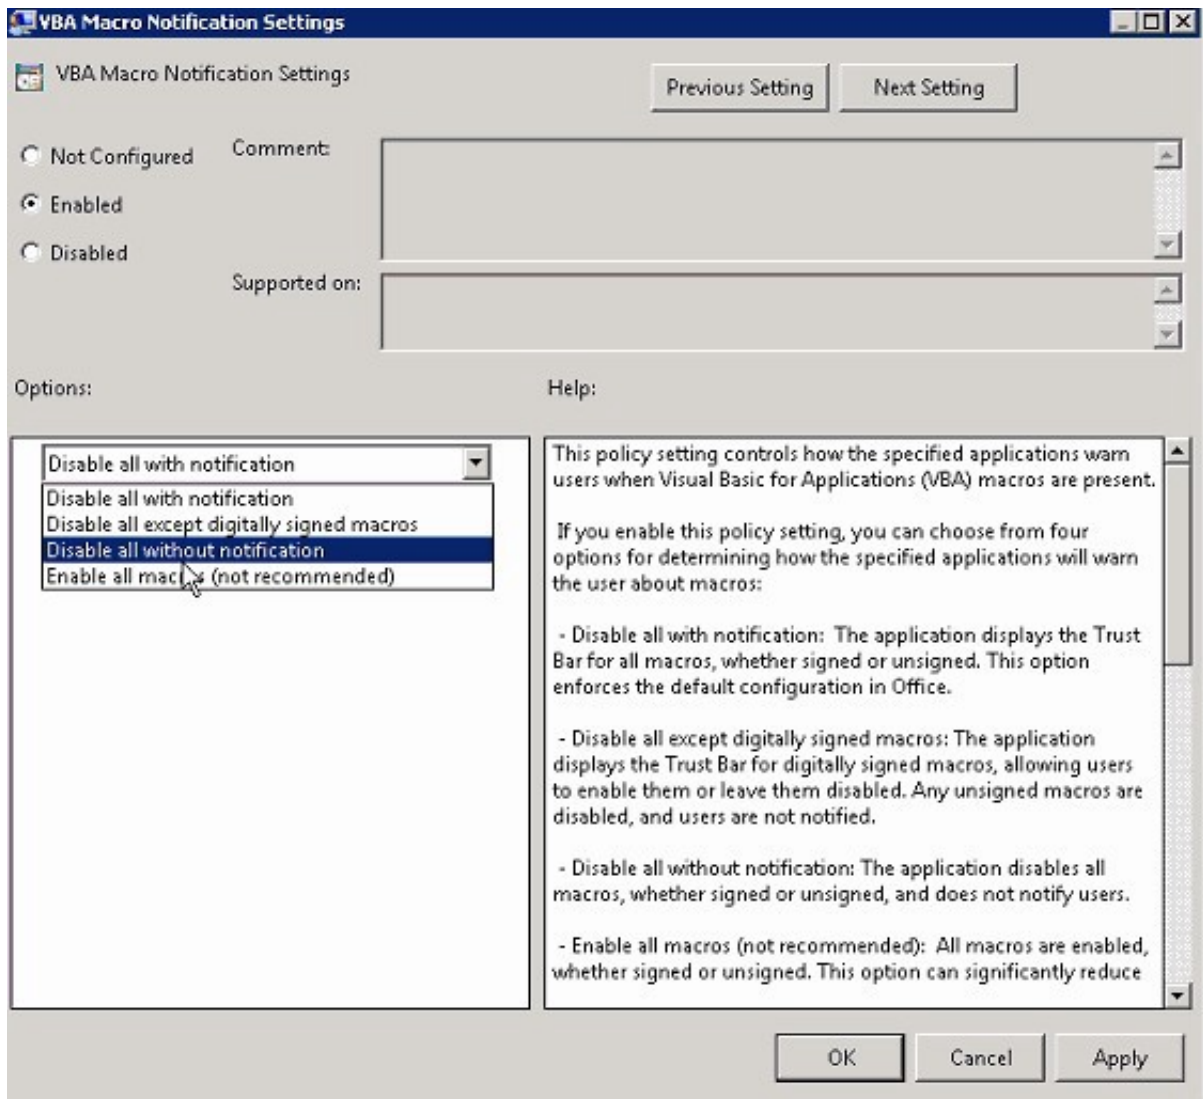 VBA Macro Notification Settings
VBA Macro Notification Settings
Previous Setting
Next Setting
Not Configured
Comment:
Enabled
Disabled
Supported on:
Options:
Help:
Disable all with notification
Disable all with notification
Disable all except digitally signed macros
Disable all without notification
Enable all macros (not recommended)
This policy setting controls how the specified applications warn
users when Visual Basic for Applications (VBA) macros are present.
If you enable this policy setting, you can choose from four
options for determining how the specified applications will warn
the user about macros:
- Disable all with notification: The application displays the Trust
Bar for all macros, whether signed or unsigned. This option
enforces the default configuration in Office.
- Disable all except digitally signed macros: The application
displays the Trust Bar for digitally signed macros, allowing users
to enable them or leave them disabled. Any unsigned macros are
disabled, and users are not notified.
- Disable all without notification: The application disables all
macros, whether signed or unsigned, and does not notify users.
- Enable all macros (not recommended): All macros are enabled,
whether signed or unsigned. This option can significantly reduce
OK
Cancel
Apply